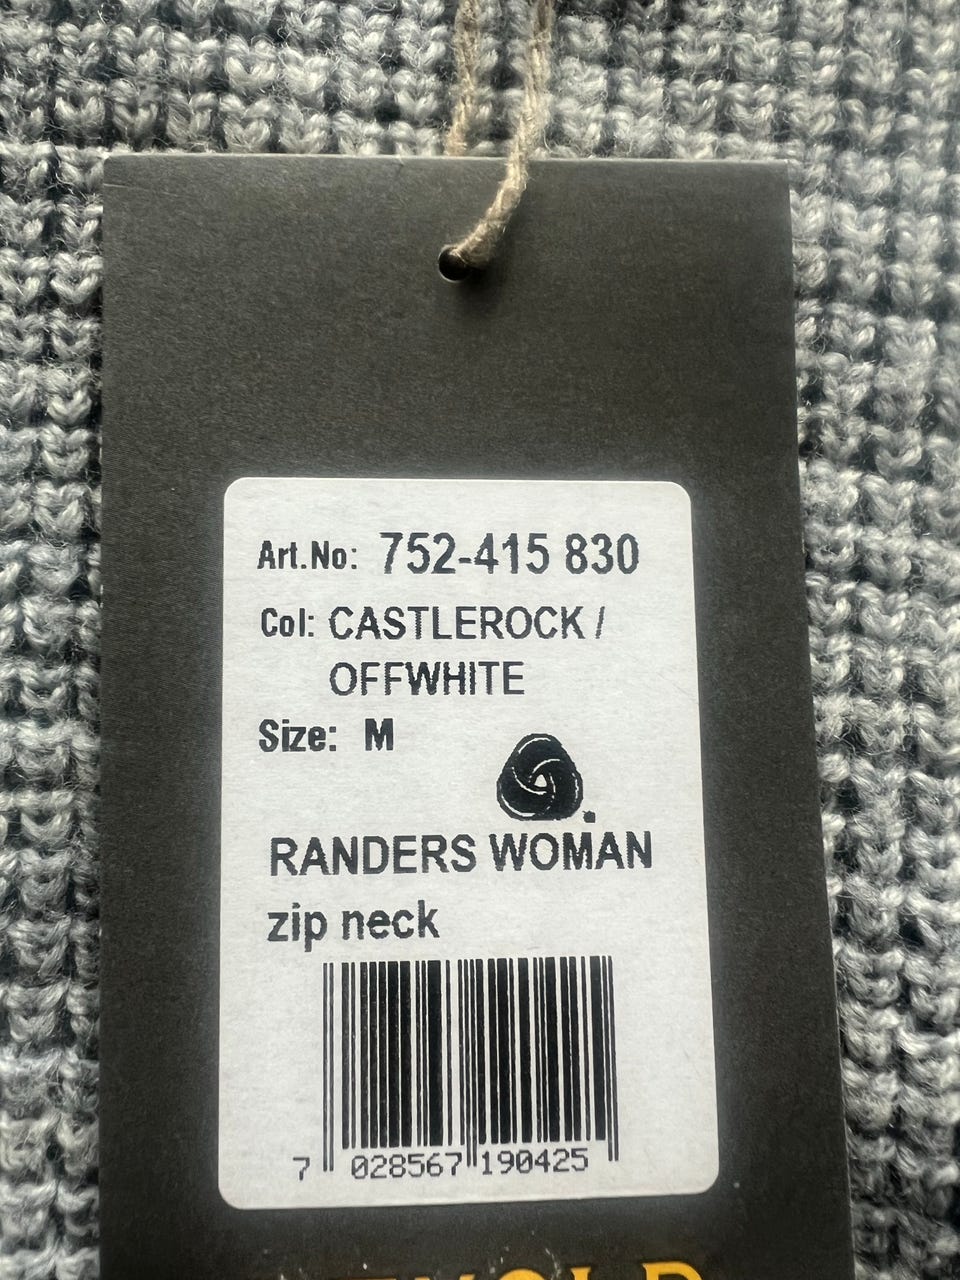 Art.No: 752-415 830
Col: CASTLEROCK /
OFFWHITE
Size: M
RANDERS WOMAN
zip neck
7 028567 190425